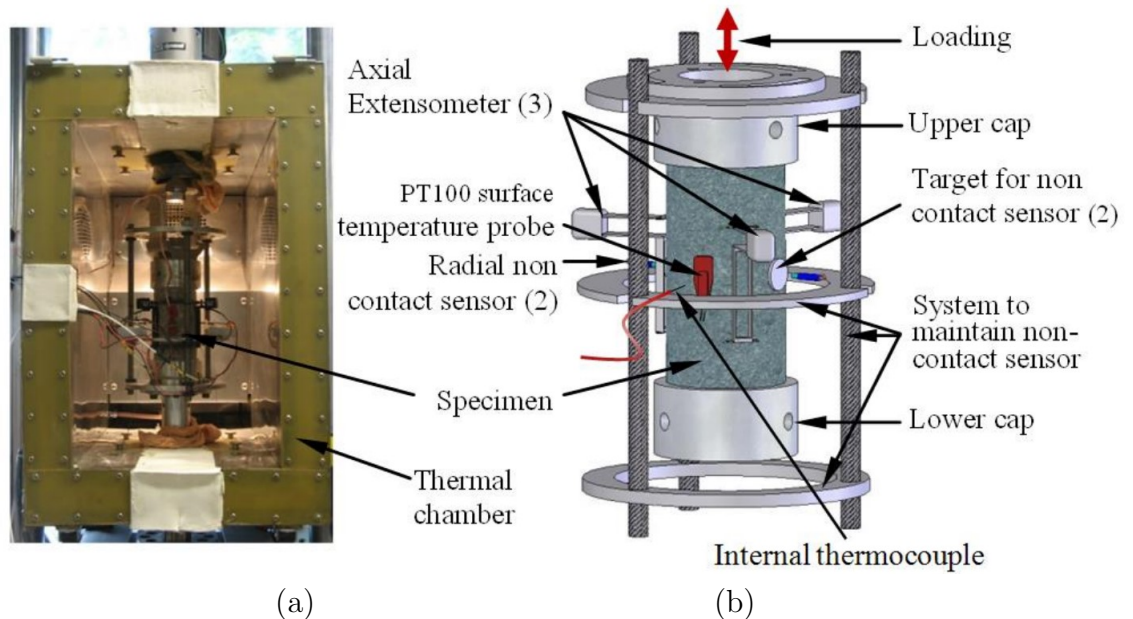 Loading
Axial
Extensometer (3)
Upper cap
PT100 surface
temperature probe
Target for non
contact sensor (2)
Radial non
contact sensor (2)
System to
maintain non-
contact sensor
Specimen
Lower cap
Thermal
chamber
Internal thermocouple
(a)
(b)